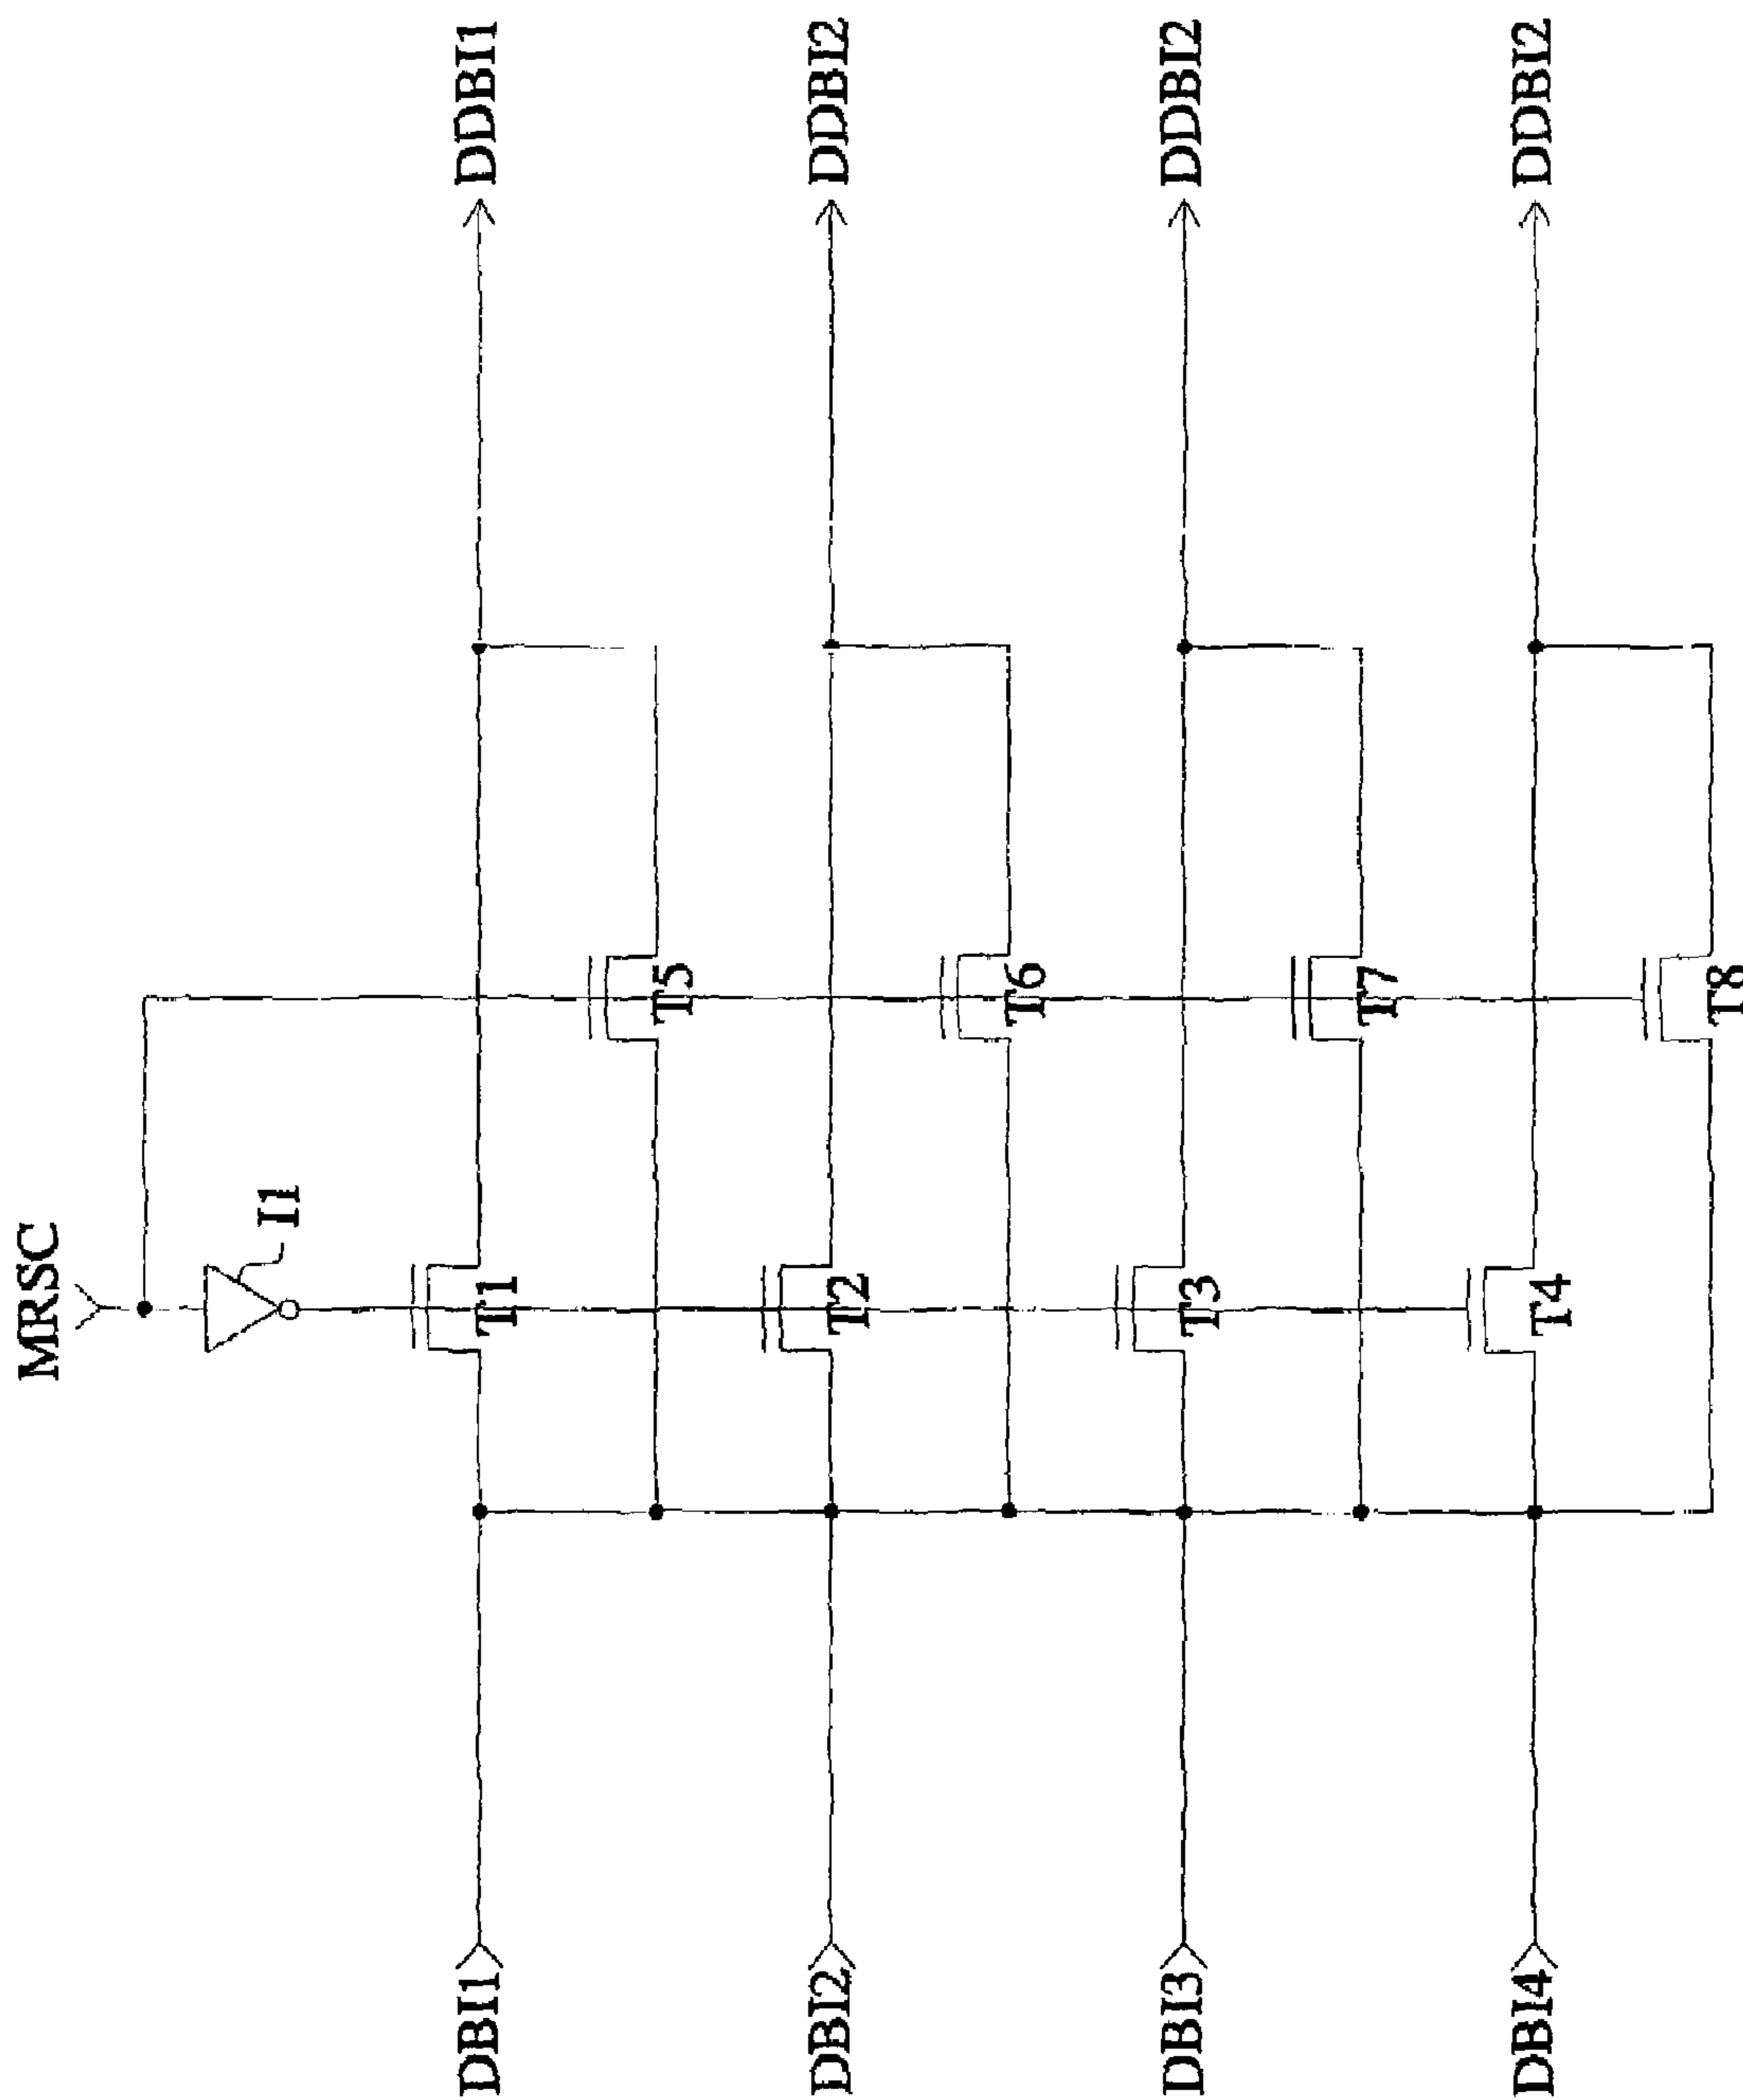 MRSC
I1
DBI1
T1
DDBI1
T5
DBI2
T2
DDBI2
T6
DBI3
T3
DDBI2
T7
DBI4
T4
DDBI2
T8